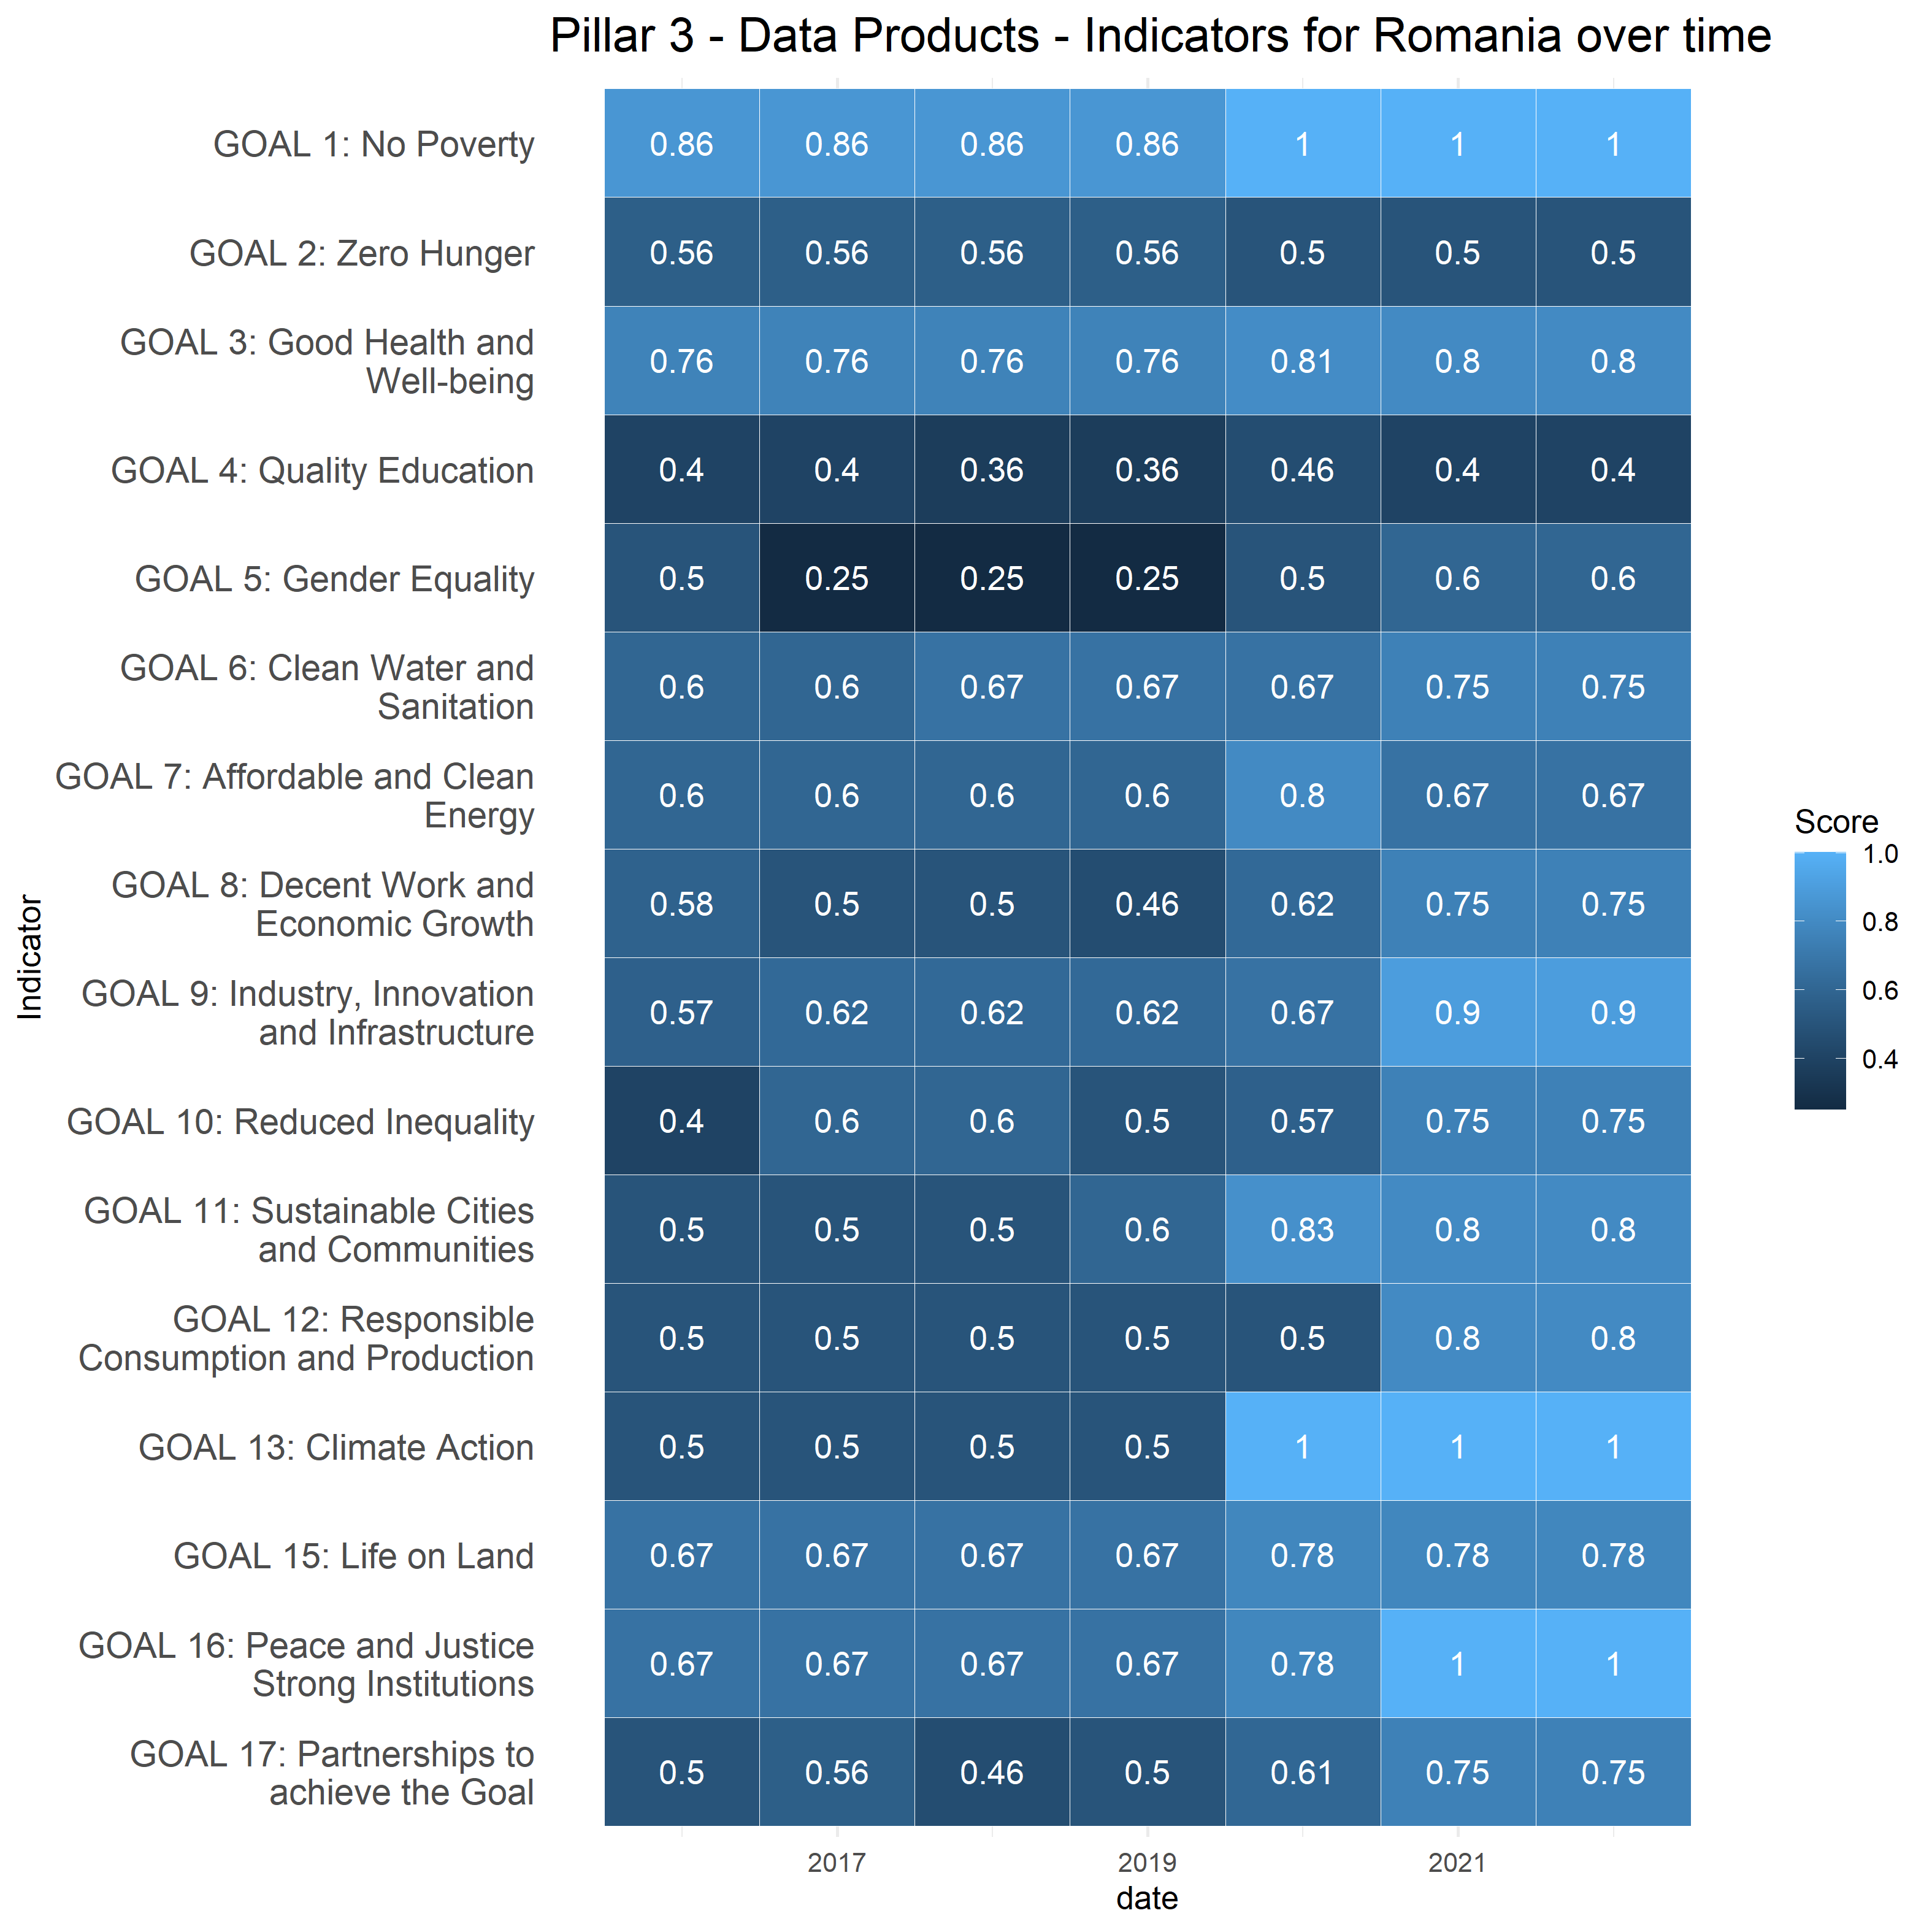 Pillar 3 - Data Products - Indicators for Romania over time
GOAL 1: No Poverty
0.86 0.86 0.86 0.86 1 1 1
GOAL 2: Zero Hunger
0.56 0.56 0.56 0.56 0.5 0.5 0.5
GOAL 3: Good Health and
Well-being
0.76 0.76 0.76 0.76 0.81 0.8 0.8
GOAL 4: Quality Education
0.4 0.4 0.36 0.36 0.46 0.4 0.4
GOAL 5: Gender Equality
0.5 0.25 0.25 0.25 0.5 0.6 0.6
GOAL 6: Clean Water and
Sanitation
0.6 0.6 0.67 0.67 0.67 0.75 0.75
GOAL 7: Affordable and Clean
Energy
0.6 0.6 0.6 0.6 0.8 0.67 0.67
GOAL 8: Decent Work and
Economic Growth
0.58 0.5 0.5 0.46 0.62 0.75 0.75
GOAL 9: Industry, Innovation
and Infrastructure
0.57 0.62 0.62 0.62 0.67 0.9 0.9
GOAL 10: Reduced Inequality
0.4 0.6 0.6 0.5 0.57 0.75 0.75
GOAL 11: Sustainable Cities
and Communities
0.5 0.5 0.5 0.6 0.83 0.8 0.8
GOAL 12: Responsible
Consumption and Production
0.5 0.5 0.5 0.5 0.5 0.8 0.8
GOAL 13: Climate Action
0.5 0.5 0.5 0.5 1 1 1
GOAL 15: Life on Land
0.67 0.67 0.67 0.67 0.78 0.78 0.78
GOAL 16: Peace and Justice
Strong Institutions
0.67 0.67 0.67 0.67 0.78 1 1
GOAL 17: Partnerships to
achieve the Goal
0.5 0.56 0.46 0.5 0.61 0.75 0.75
2017 2019 2021
date
Indicator
Score
1.0
0.8
0.6
0.4